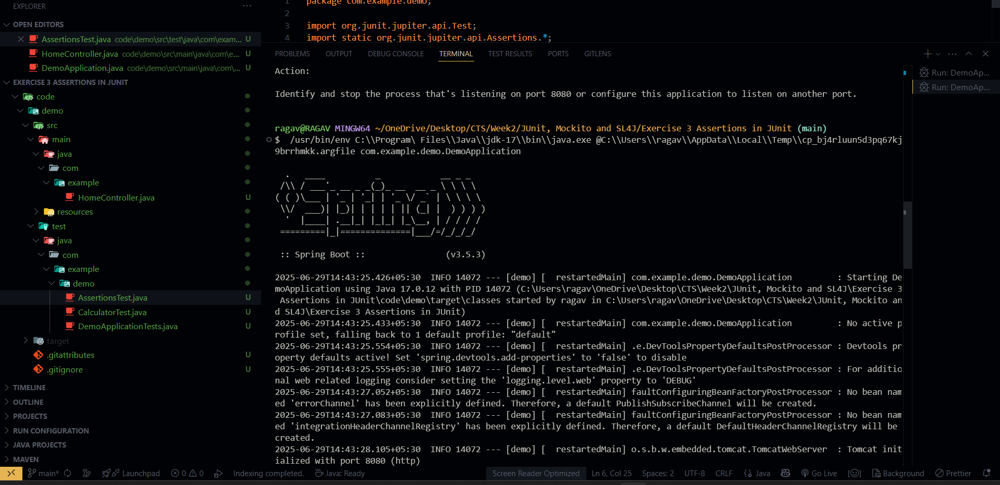 EXPLORER
OPEN EDITORS
AssertionsTest.java code\demo\src\test\java\com\exam... U
HomeController.java code\demo\src\main\java\com\e... U
DemoApplication.java code\demo\src\main\java\com\... U
EXERCISE 3 ASSERTIONS IN JUNIT
code
demo
src
main
java
com
example
HomeController.java U
resources
test
java
com
example
demo
AssertionsTest.java U
CalculatorTest.java U
DemoApplicationTests.java U
target
.gitattributes U
.gitignore U
TIMELINE
OUTLINE
PROJECTS
RUN CONFIGURATION
JAVA PROJECTS
MAVEN
1 package com.example.demo;
2
3 import org.junit.jupiter.api.Test;
4 import static org.junit.jupiter.api.Assertions.*;
PROBLEMS OUTPUT DEBUG CONSOLE TERMINAL TEST RESULTS PORTS GITLENS
Action:
Identify and stop the process that's listening on port 8080 or configure this application to listen on another port.
ragav@RAGAV MINGW64 ~/OneDrive/Desktop/CTS/Week2/JUnit, Mockito and SL4J/Exercise 3 Assertions in JUnit (main)
$ /usr/bin/env C:\\Program\ Files\\Java\\jdk-17\\bin\\java.exe @C:\\Users\\ragav\\AppData\\Local\\Temp\\cp_bj4rluun5d3pq67kj
9brrhmkk.argfile com.example.demo.DemoApplication
  .   ____          _            __ _ _
 /\\ / ___'_ __ _ _(_)_ __  __ _ \ \ \ \
( ( )\___ | '_ | '_| | '_ \/ _` | \ \ \ \
 \\/  ___)| |_)| | | | | || (_| |  ) ) ) )
  '  |____| .__|_| |_|_| |_\__, | / / / /
 =========|_|==============|___/=/_/_/_/
:: Spring Boot :: (v3.5.3)
2025-06-29T14:43:25.426+05:30 INFO 14072 --- [demo] [ restartedMain] com.example.demo.DemoApplication : Starting De
moApplication using Java 17.0.12 with PID 14072 (C:\Users\ragav\OneDrive\Desktop\CTS\Week2\JUnit, Mockito and SL4J\Exercise 3
Assertions in JUnit\code\demo\target\classes started by ragav in C:\Users\ragav\OneDrive\Desktop\CTS\Week2\JUnit, Mockito an
d SL4J\Exercise 3 Assertions in JUnit)
2025-06-29T14:43:25.433+05:30 INFO 14072 --- [demo] [ restartedMain] com.example.demo.DemoApplication : No active p
rofile set, falling back to 1 default profile: "default"
2025-06-29T14:43:25.554+05:30 INFO 14072 --- [demo] [ restartedMain] .e.DevToolsPropertyDefaultsPostProcessor : Devtools pr
operty defaults active! Set 'spring.devtools.add-properties' to 'false' to disable
2025-06-29T14:43:25.555+05:30 INFO 14072 --- [demo] [ restartedMain] .e.DevToolsPropertyDefaultsPostProcessor : For additio
nal web related logging consider setting the 'logging.level.web' property to 'DEBUG'
2025-06-29T14:43:27.052+05:30 INFO 14072 --- [demo] [ restartedMain] faultConfiguringBeanFactoryPostProcessor : No bean nam
ed 'errorChannel' has been explicitly defined. Therefore, a default PublishSubscribeChannel will be created.
2025-06-29T14:43:27.083+05:30 INFO 14072 --- [demo] [ restartedMain] faultConfiguringBeanFactoryPostProcessor : No bean nam
ed 'integrationHeaderChannelRegistry' has been explicitly defined. Therefore, a default DefaultHeaderChannelRegistry will be
created.
2025-06-29T14:43:28.105+05:30 INFO 14072 --- [demo] [ restartedMain] o.s.b.w.embedded.tomcat.TomcatWebServer : Tomcat init
ialized with port 8080 (http)
Run: DemoAp...
Run: DemoAp...
main* Launchpad 0 0 Indexing completed. Java: Ready Screen Reader Optimized Ln 6, Col 25 Spaces: 2 UTF-8 CRLF Java Go Live Background Prettier